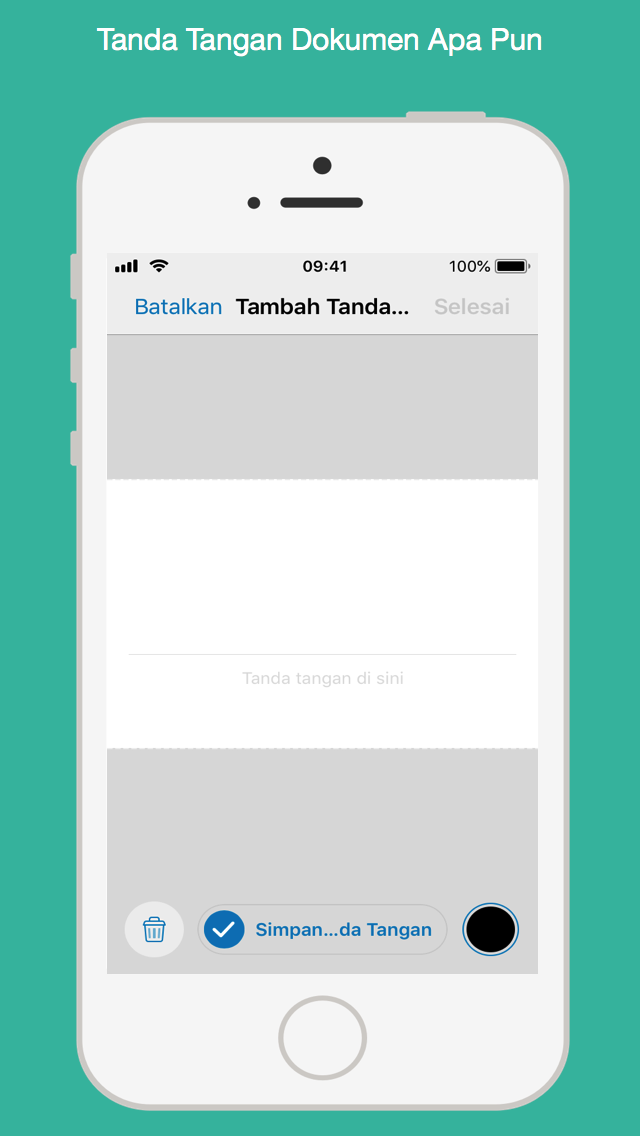 Tanda Tangan Dokumen Apa Pun
09:41 100%
Batalkan Tambah Tanda... Selesai
Tanda tangan di sini
Simpan...da Tangan